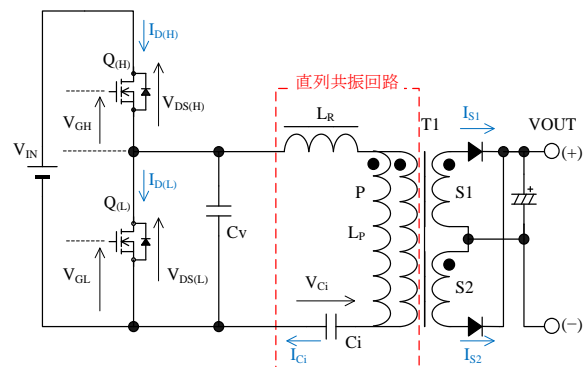 I_D(H)
Q_(H)
V_DS(H)
V_GH
直列共振回路
L_R
T1
I_S1
VOUT
(+)
V_IN
I_D(L)
Q_(L)
P
S1
+
Cv
L_P
V_GL
V_DS(L)
V_Ci
S2
I_Ci
Ci
I_S2
(−)